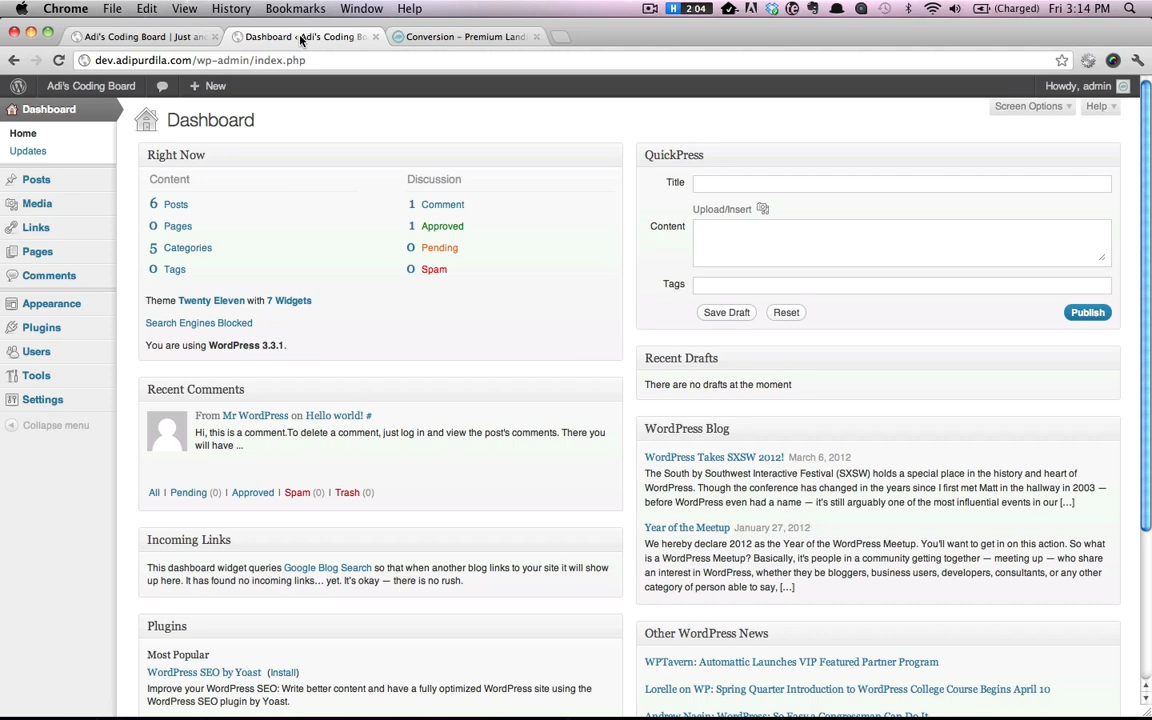 Chrome File Edit View History Bookmarks Window Help
2 04 (Charged) Fri 3:14 PM
Adi's Coding Board | Just an
Dashboard ‹ Adi's Coding Bo
Conversion – Premium Land
dev.adipurdila.com/wp-admin/index.php
Adi's Coding Board + New Howdy, admin
Screen Options Help
Dashboard
Home
Updates
Posts
Media
Links
Pages
Comments
Appearance
Plugins
Users
Tools
Settings
Collapse menu
Dashboard
Right Now
Content Discussion
6 Posts 1 Comment
0 Pages 1 Approved
5 Categories 0 Pending
0 Tags 0 Spam
Theme Twenty Eleven with 7 Widgets
Search Engines Blocked
You are using WordPress 3.3.1.
Recent Comments
From Mr WordPress on Hello world! #
Hi, this is a comment.To delete a comment, just log in and view the post's comments. There you
will have ...
All | Pending (0) | Approved | Spam (0) | Trash (0)
Incoming Links
This dashboard widget queries Google Blog Search so that when another blog links to your site it will show
up here. It has found no incoming links… yet. It's okay — there is no rush.
Plugins
Most Popular
WordPress SEO by Yoast (Install)
Improve your WordPress SEO: Write better content and have a fully optimized WordPress site using the
WordPress SEO plugin by Yoast.
QuickPress
Title
Upload/Insert
Content
Tags
Save Draft Reset Publish
Recent Drafts
There are no drafts at the moment
WordPress Blog
WordPress Takes SXSW 2012! March 6, 2012
The South by Southwest Interactive Festival (SXSW) holds a special place in the history and heart of
WordPress. Though the conference has changed in the years since I first met Matt in the hallway in 2003 —
before WordPress even had a name — it's still arguably one of the most influential events in our [...]
Year of the Meetup January 27, 2012
We hereby declare 2012 as the Year of the WordPress Meetup. You'll want to get in on this action. So what
is a WordPress Meetup? Basically, it's people in a community getting together — meeting up — who share
an interest in WordPress, whether they be bloggers, business users, developers, consultants, or any other
category of person able to say, [...]
Other WordPress News
WPTavern: Automattic Launches VIP Featured Partner Program
Lorelle on WP: Spring Quarter Introduction to WordPress College Course Begins April 10
Andrew Nacin: WordPress: So Easy a Congressman Can Do It